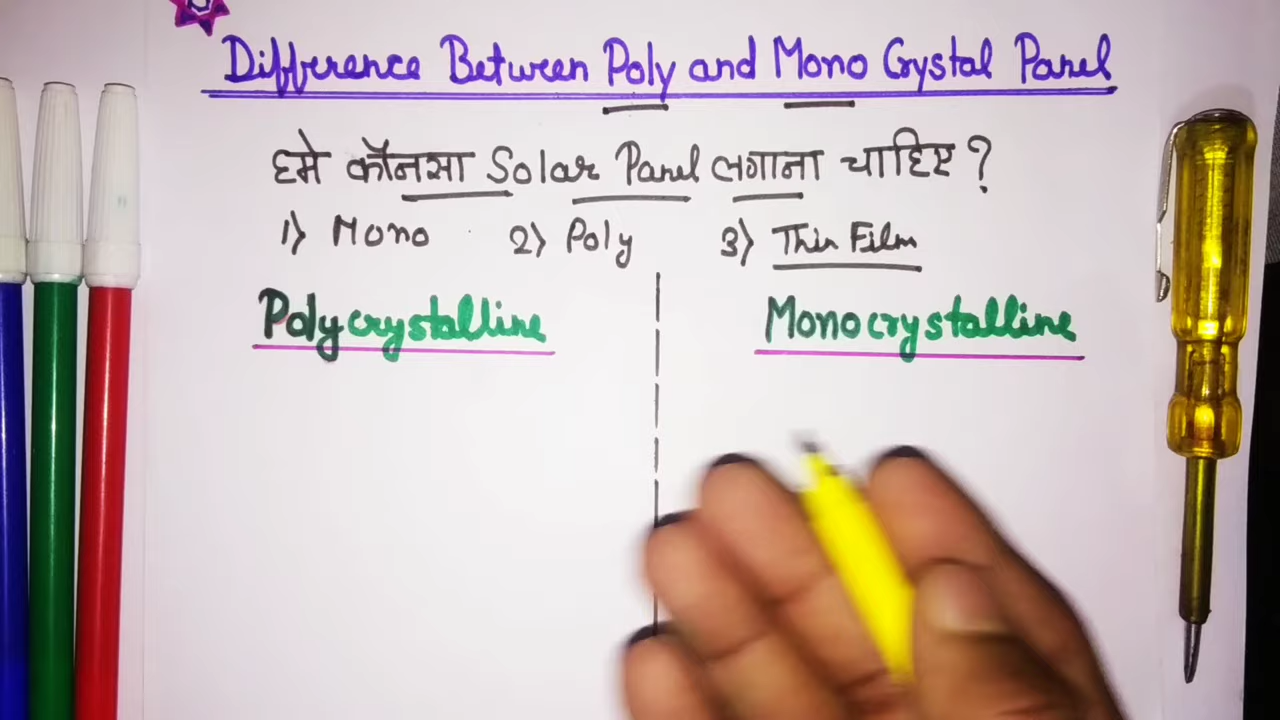 Difference Between Poly and Mono Crystal Panel
हमे कौनसा Solar Panel लगाना चाहिए ?
1) Mono 2) Poly 3) Thin Film
Polycrystalline Monocrystalline